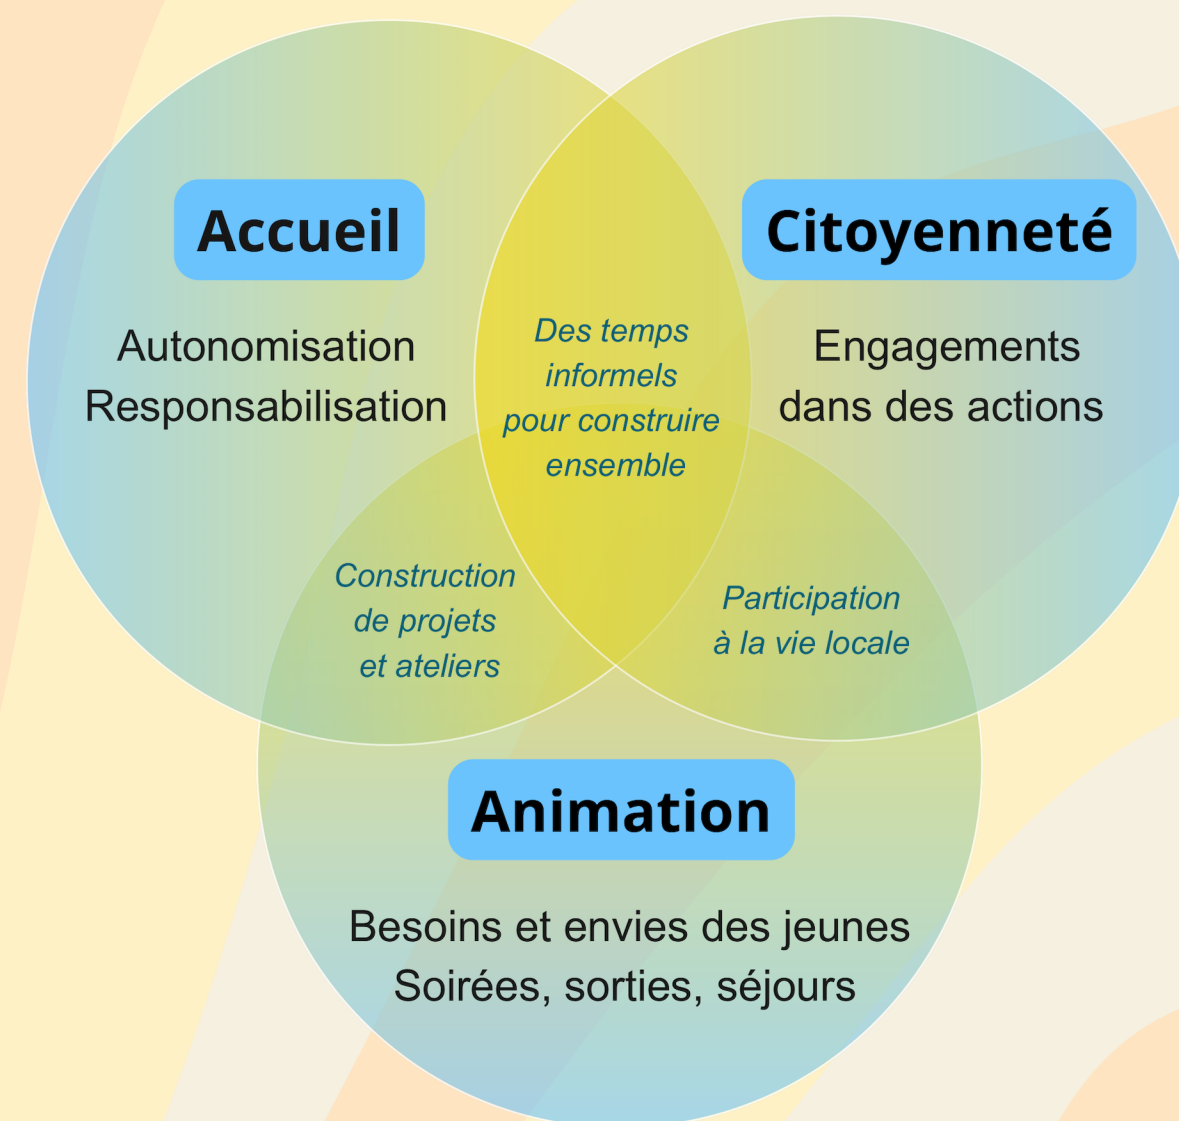 Accueil
Autonomisation
Responsabilisation
Citoyenneté
Engagements
dans des actions
Des temps
informels
pour construire
ensemble
Construction
de projets
et ateliers
Participation
à la vie locale
Animation
Besoins et envies des jeunes
Soirées, sorties, séjours